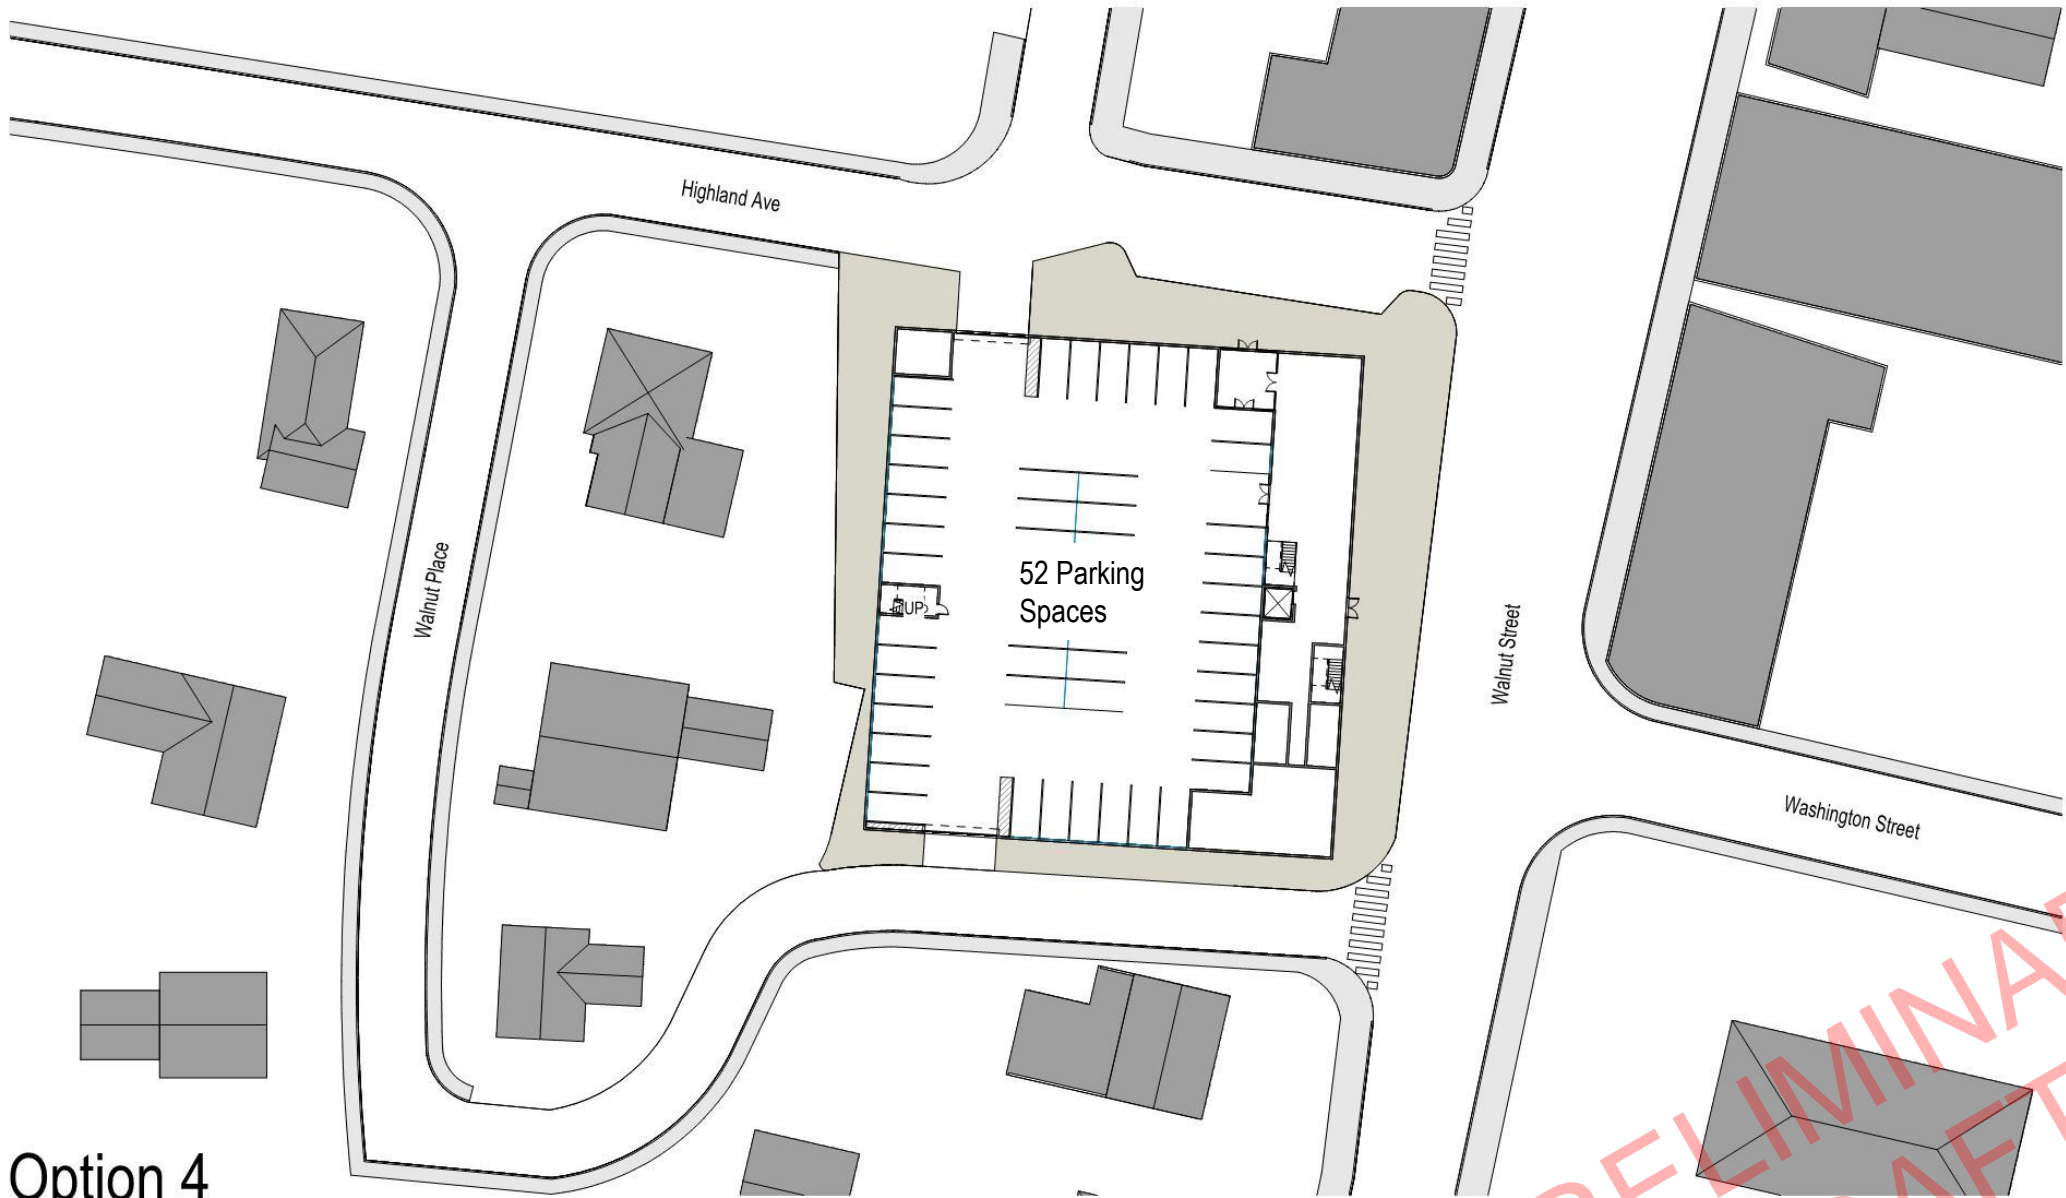 Highland Ave
Walnut Place
52 Parking
Spaces
UP
Walnut Street
Washington Street
Option 4